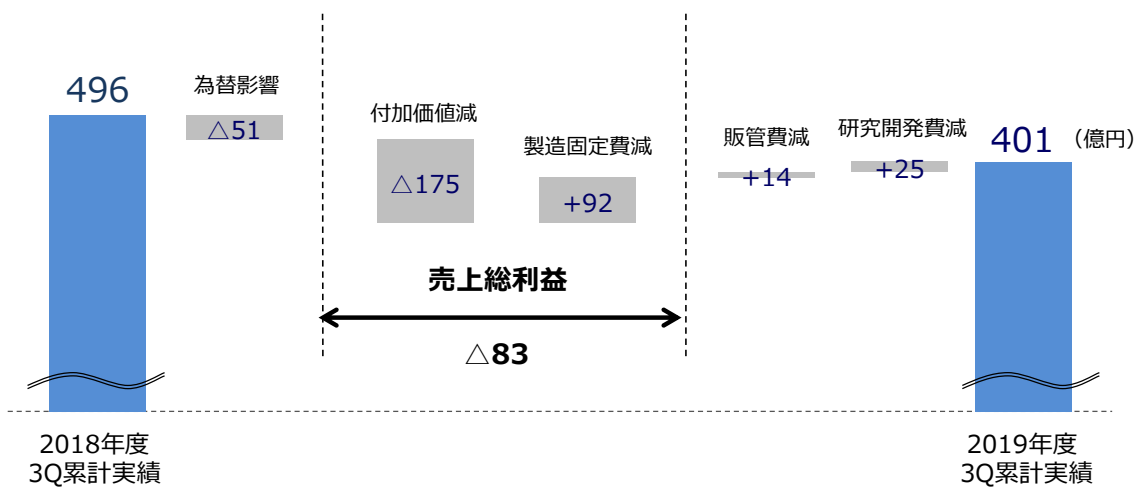 496
為替影響
△51
付加価値減
△175
製造固定費減
+92
売上総利益
△83
販管費減
+14
研究開発費減
+25
401 (億円)
2018年度
3Q累計実績
2019年度
3Q累計実績